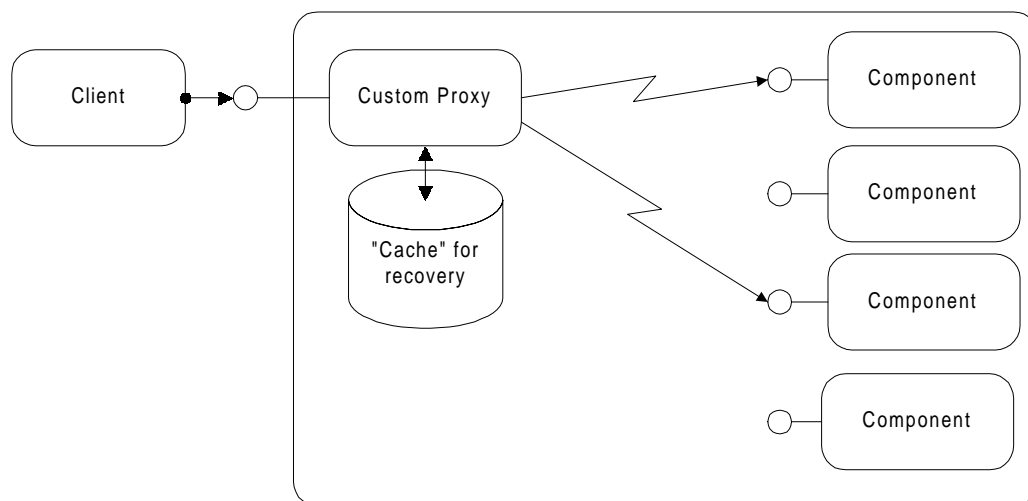 Client
Custom Proxy
"Cache" for
recovery
Component
Component
Component
Component